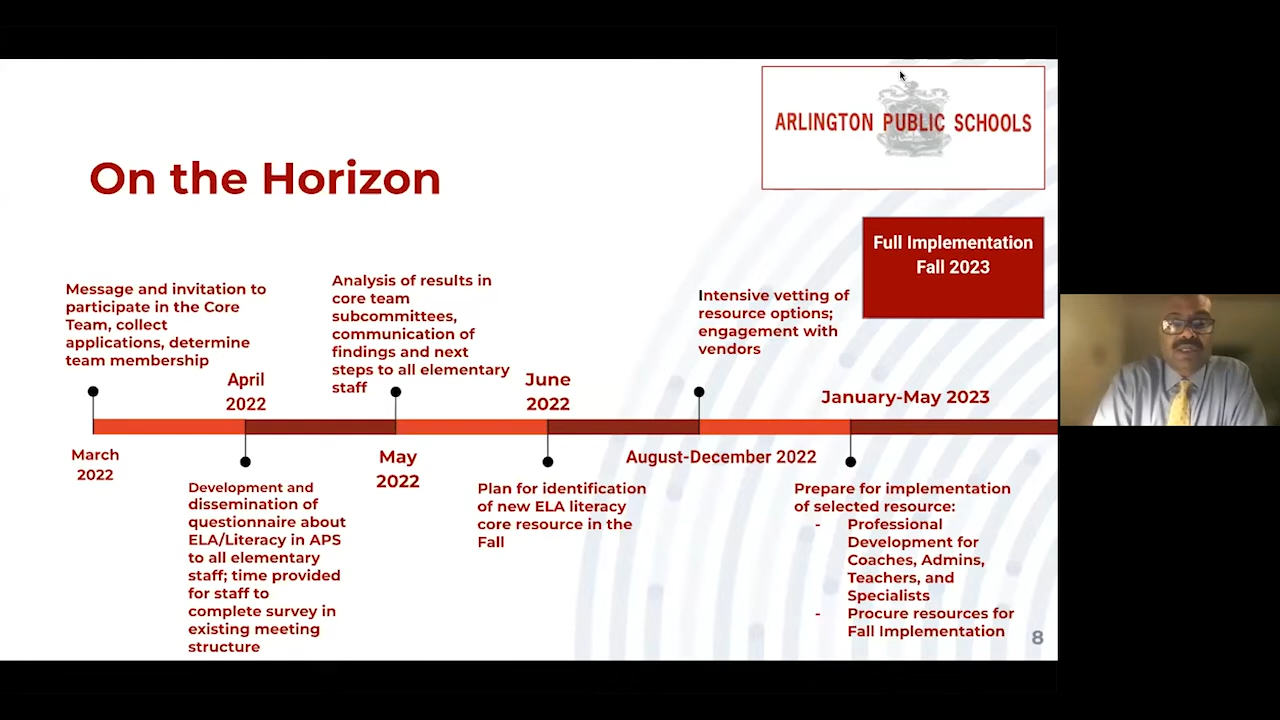 ARLINGTON PUBLIC SCHOOLS
On the Horizon
Full Implementation
Fall 2023
Message and invitation to
participate in the Core
Team, collect
applications, determine
team membership
March
2022
April
2022
Development and
dissemination of
questionnaire about
ELA/Literacy in APS
to all elementary
staff; time provided
for staff to
complete survey in
existing meeting
structure
Analysis of results in
core team
subcommittees,
communication of
findings and next
steps to all elementary
staff
May
2022
June
2022
Plan for identification
of new ELA literacy
core resource in the
Fall
Intensive vetting of
resource options;
engagement with
vendors
August-December 2022
January-May 2023
Prepare for implementation
of selected resource:
- Professional
Development for
Coaches, Admins,
Teachers, and
Specialists
- Procure resources for
Fall Implementation
8